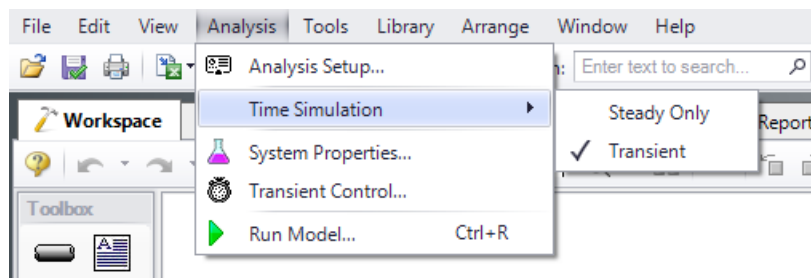 File Edit View Analysis Tools Library Arrange Window Help
Analysis Setup...
Enter text to search...
Time Simulation
Steady Only
Workspace
Report
System Properties...
Transient
Transient Control...
Toolbox
Run Model... Ctrl+R
A